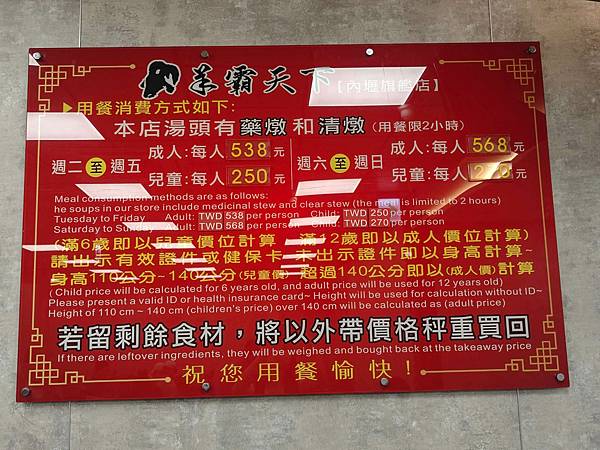 羊霸天下【內壢旗艦店】
▶用餐消費方式如下:
本店湯頭有藥燉和清燉(用餐限2小時)
週二至週五 成人:每人538元 兒童:每人250元
週六至週日 成人:每人568元 兒童:每人270元
Meal consumption methods are as follows:
he soups in our store include medicinal stew and clear stew (the meal is limited to 2 hours)
Tuesday to Friday Adult: TWD 538 per person Child: TWD 250 per person
Saturday to Sunday Adult: TWD 568 per person Child: TWD 270 per person
(滿6歲即以兒童價位計算 滿12歲即以成人價位計算)
請出示有效證件或健保卡~未出示證件即以身高計算~
身高110公分~140公分(兒童價) 超過140公分即以(成人價)計算
(Child price will be calculated for 6 years old, and adult price will be used for 12 years old)
Please present a valid ID or health insurance card~ Height will be used for calculation without ID~
Height of 110 cm ~ 140 cm (children's price) over 140 cm will be calculated as (adult price)
若留剩餘食材,將以外帶價格秤重買回
If there are leftover ingredients, they will be weighed and bought back at the takeaway price
祝您用餐愉快!